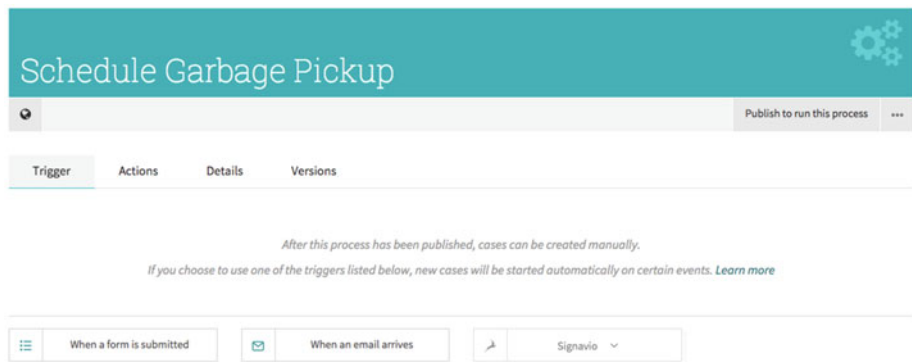 Schedule Garbage Pickup
Publish to run this process
Trigger Actions Details Versions
After this process has been published, cases can be created manually.
If you choose to use one of the triggers listed below, new cases will be started automatically on certain events. Learn more
When a form is submitted When an email arrives Signavio